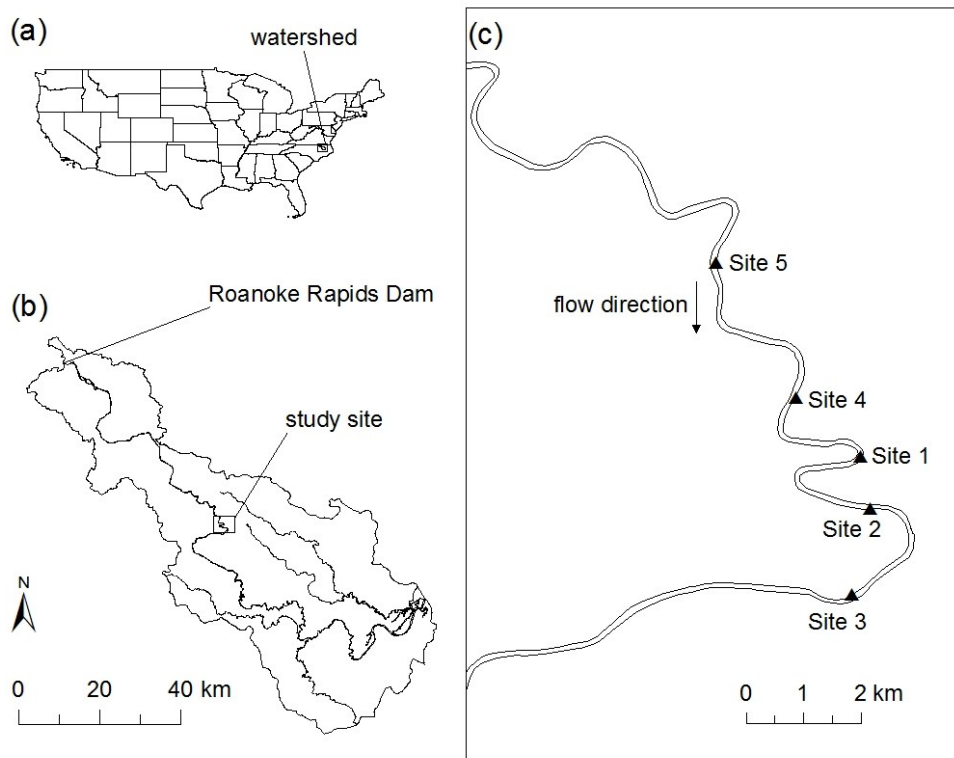 (a)
watershed
(b)
Roanoke Rapids Dam
study site
N
0 20 40 km
(c)
Site 5
flow direction
Site 4
Site 1
Site 2
Site 3
0 1 2 km